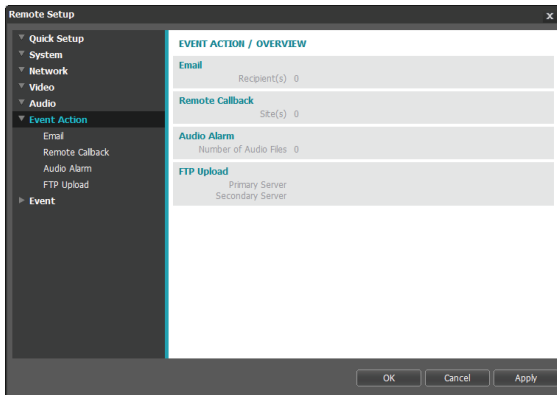 Remote Setup
x
Quick Setup
System
Network
Video
Audio
Event Action
Email
Remote Callback
Audio Alarm
FTP Upload
Event
EVENT ACTION / OVERVIEW
Email
Recipient(s) 0
Remote Callback
Site(s) 0
Audio Alarm
Number of Audio Files 0
FTP Upload
Primary Server
Secondary Server
OK Cancel Apply